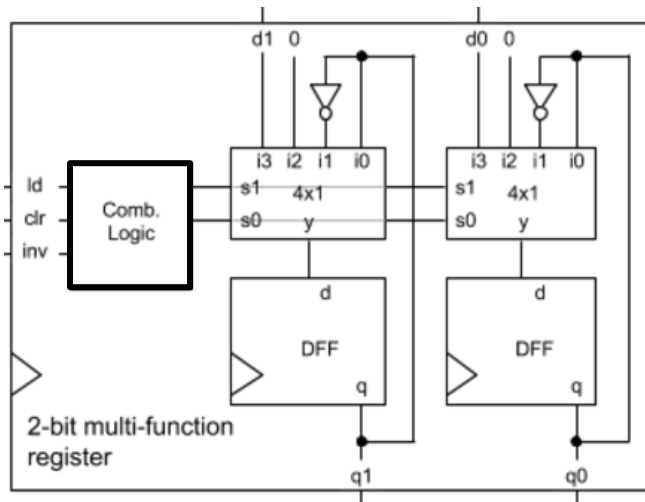 d1 0 d0 0
i3 i2 i1 i0 i3 i2 i1 i0
ld
clr
inv
Comb.
Logic
s1 4x1 s1 4x1
s0 y s0 y
d d
DFF DFF
q q
2-bit multi-function
register
q1 q0